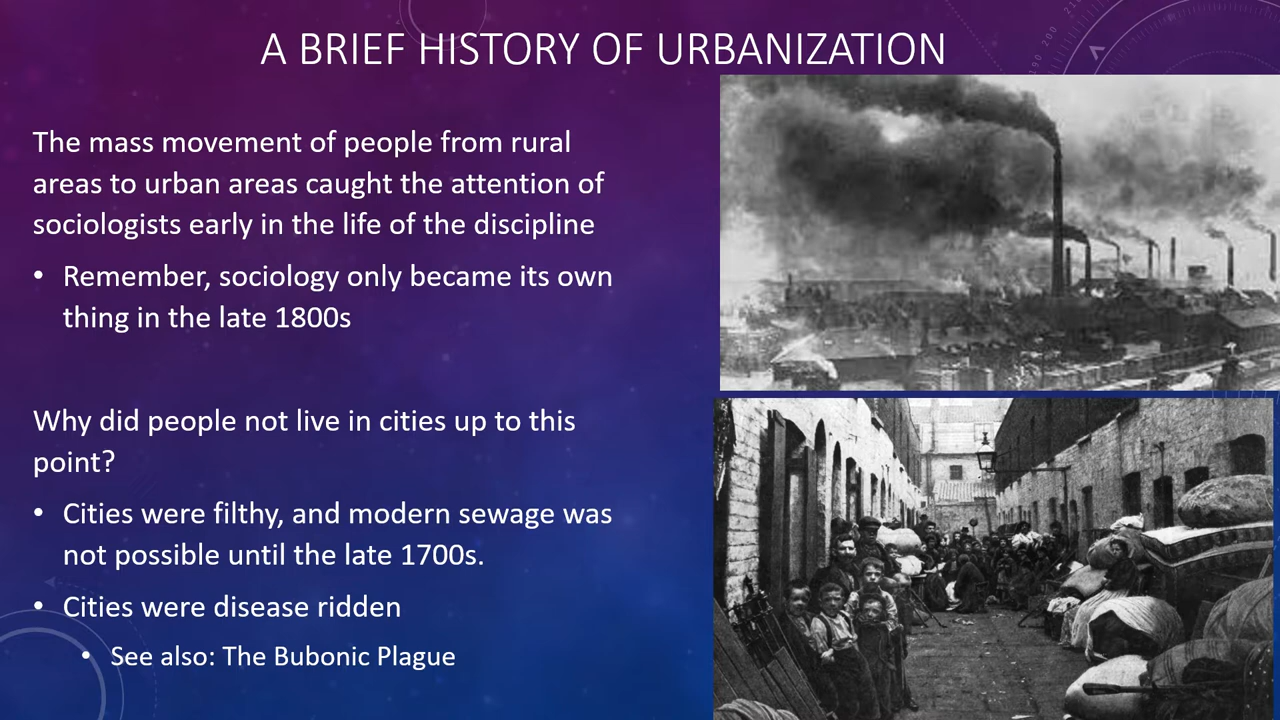 A BRIEF HISTORY OF URBANIZATION
The mass movement of people from rural
areas to urban areas caught the attention of
sociologists early in the life of the discipline
• Remember, sociology only became its own
thing in the late 1800s
Why did people not live in cities up to this
point?
• Cities were filthy, and modern sewage was
not possible until the late 1700s.
• Cities were disease ridden
• See also: The Bubonic Plague
190 200